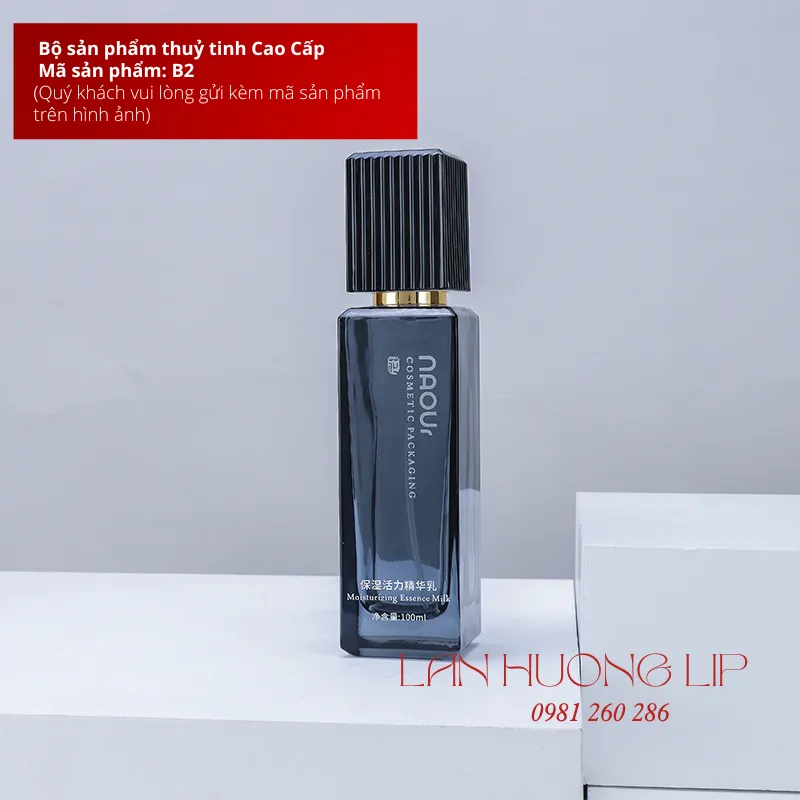 Bộ sản phẩm thuỷ tinh Cao Cấp
Mã sản phẩm: B2
(Quý khách vui lòng gửi kèm mã sản phẩm
trên hình ảnh)
NAOUr
COSMETIC PACKAGING
保湿活力精华乳
Moisturizing Essence Milk
净含量:100ml
LAN HUONG LIP
0981 260 286